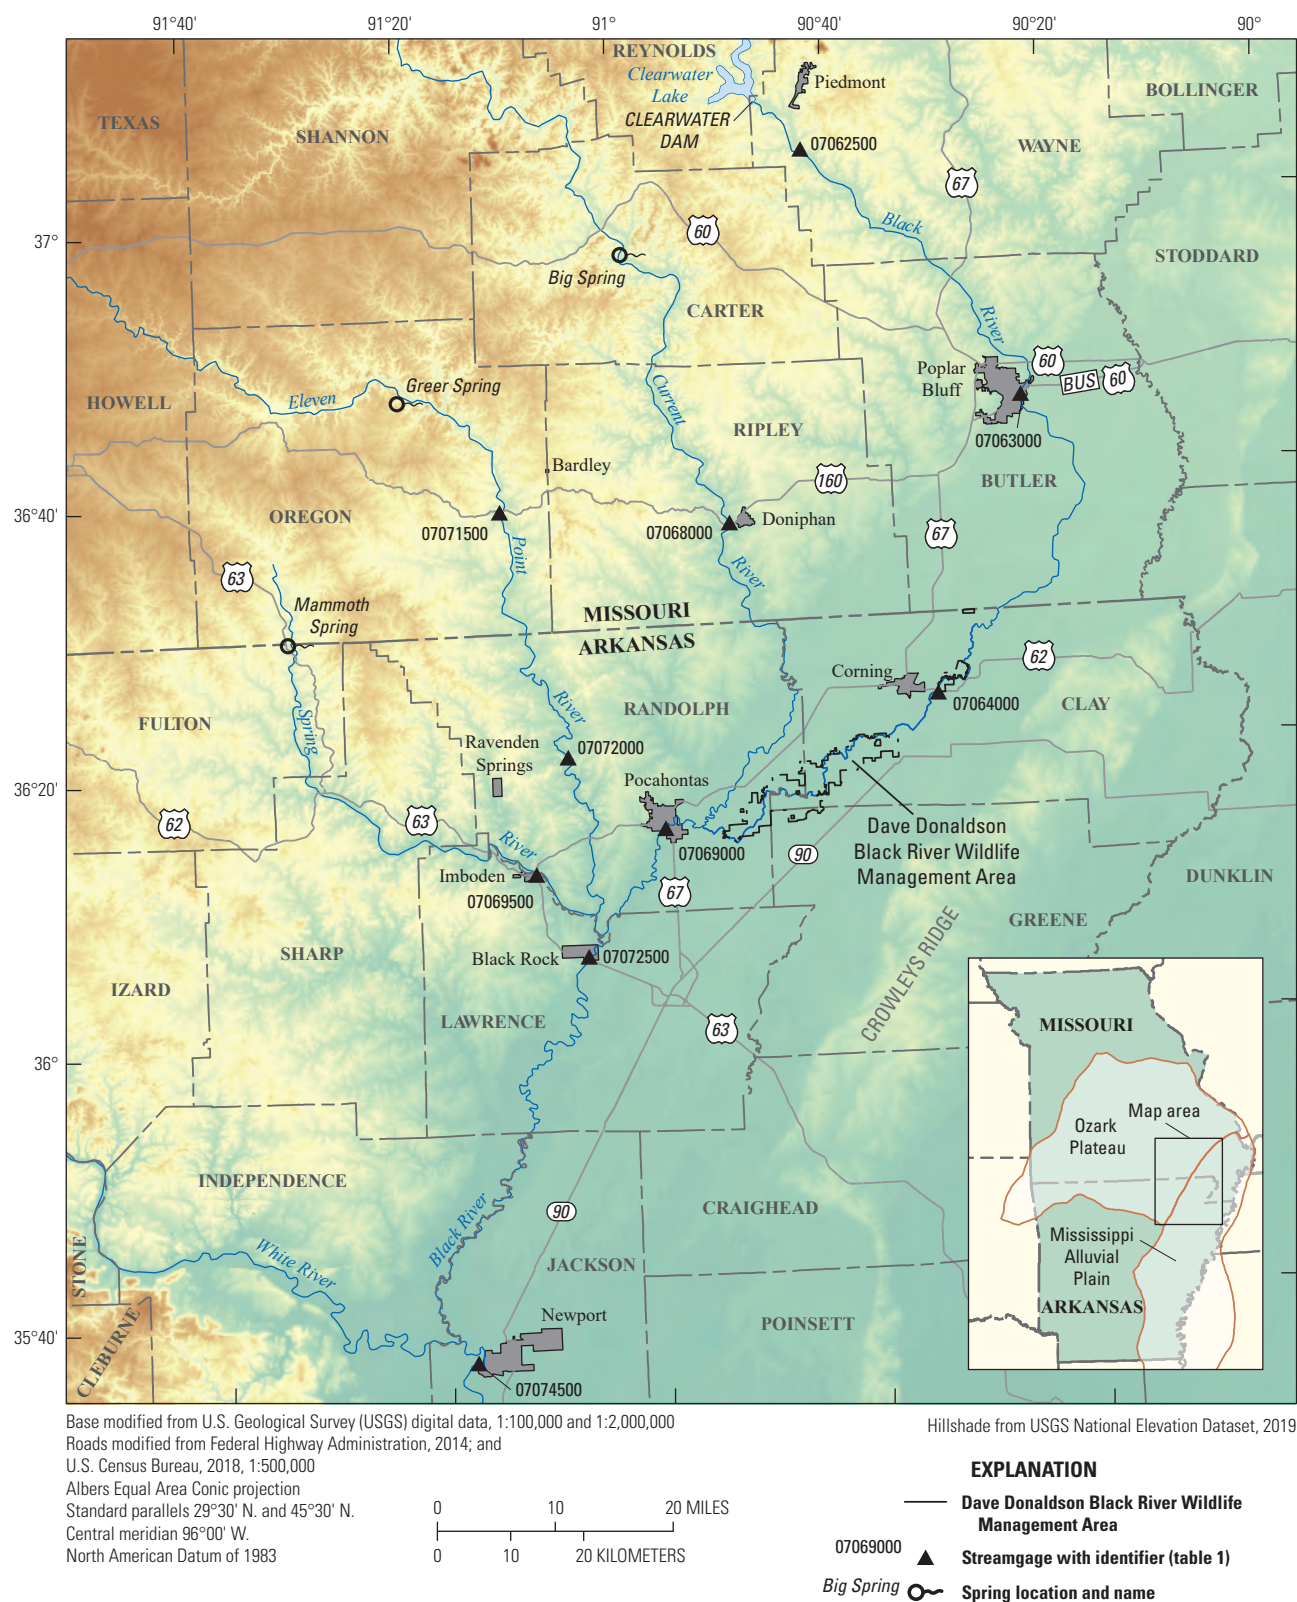 91°40'
91°20'
91°
90°40'
90°20'
90°
REYNOLDS
Clearwater
Lake
Piedmont
BOLLINGER
TEXAS
SHANNON
CLEARWATER
DAM
07062500
WAYNE
67
Black
60
37°
Big Spring
STODDARD
CARTER
River
Greer Spring
Eleven
HOWELL
Current
Poplar
Bluff
60
BUS
60
RIPLEY
07063000
Bardley
160
BUTLER
36°40'
OREGON
07071500
Point
07068000
Doniphan
67
River
63
Mammoth
Spring
MISSOURI
ARKANSAS
62
Corning
07064000
CLAY
FULTON
Spring
RANDOLPH
River
07072000
Ravenden
Springs
Pocahontas
36°20'
62
63
River
Dave Donaldson
Black River Wildlife
Management Area
07069000
90
Imboden
07069500
67
DUNKLIN
GREENE
SHARP
Black Rock
07072500
CROWLEYS RIDGE
IZARD
LAWRENCE
63
36°
MISSOURI
Map area
Ozark
Plateau
Mississippi
Alluvial
Plain
ARKANSAS
INDEPENDENCE
CRAIGHEAD
90
Black River
White River
STONE
JACKSON
Newport
POINSETT
35°40'
CLEBURNE
07074500
Base modified from U.S. Geological Survey (USGS) digital data, 1:100,000 and 1:2,000,000
Roads modified from Federal Highway Administration, 2014; and
U.S. Census Bureau, 2018, 1:500,000
Albers Equal Area Conic projection
Standard parallels 29°30' N. and 45°30' N.
Central meridian 96°00' W.
North American Datum of 1983
Hillshade from USGS National Elevation Dataset, 2019
0 10 20 MILES
0 10 20 KILOMETERS
EXPLANATION
Dave Donaldson Black River Wildlife
Management Area
07069000 Streamgage with identifier (table 1)
Big Spring Spring location and name